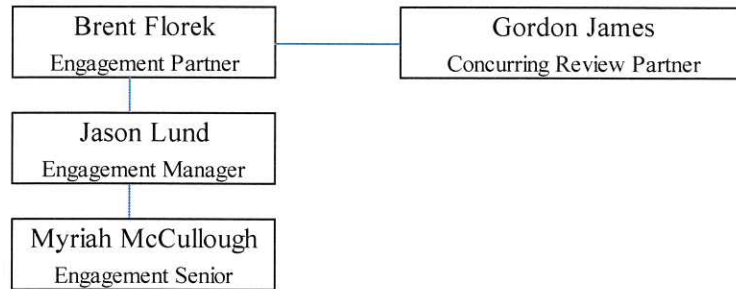 Brent Florek
Engagement Partner
Gordon James
Concurring Review Partner
Jason Lund
Engagement Manager
Myriah McCullough
Engagement Senior